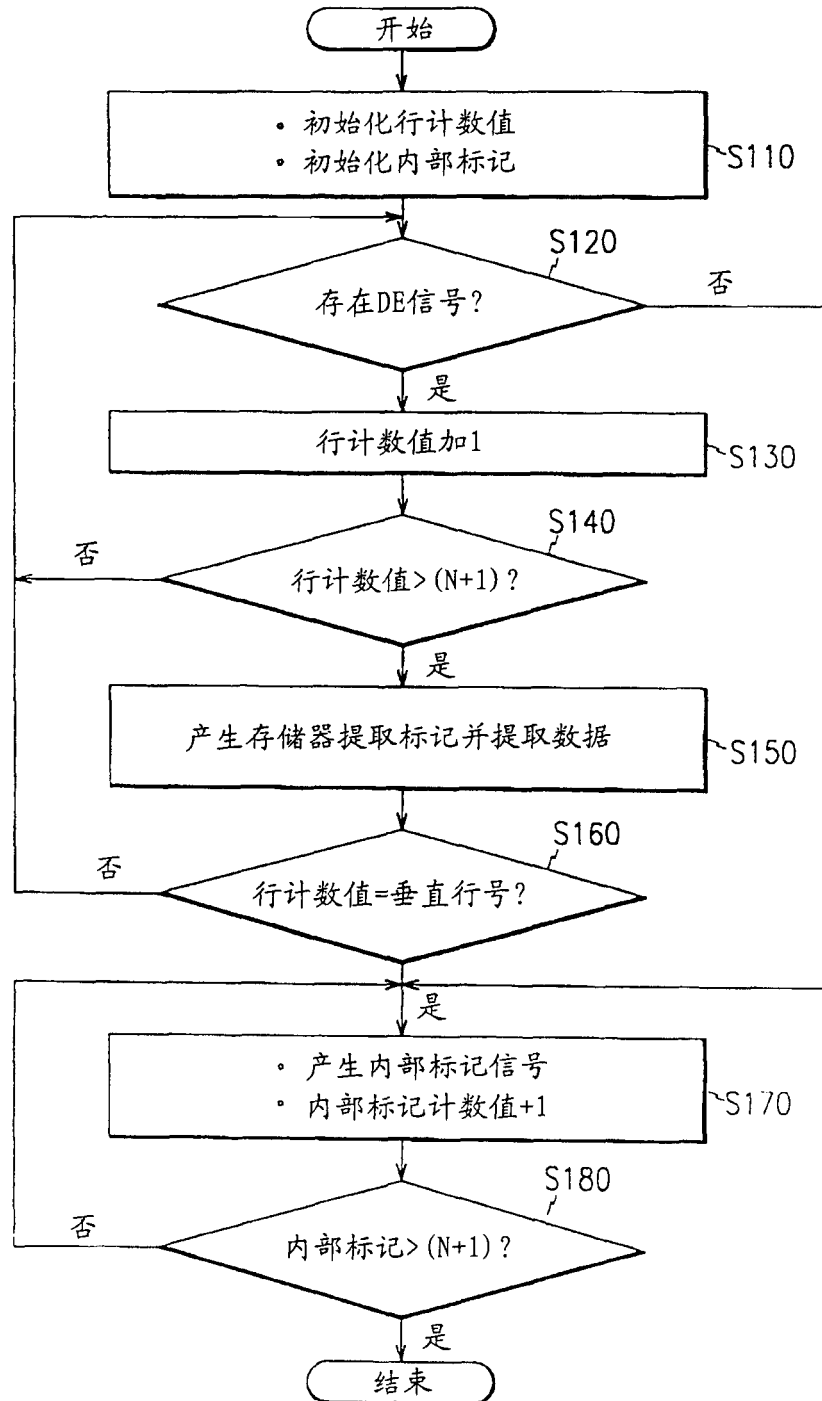 开始
• 初始化行计数值
• 初始化内部标记
S110
S120
存在DE信号?
否
是
行计数值加1
S130
S140
否
行计数值>(N+1)?
是
产生存储器提取标记并提取数据
S150
S160
否
行计数值=垂直行号?
是
• 产生内部标记信号
• 内部标记计数值+1
S170
S180
否
内部标记>(N+1)?
是
结束